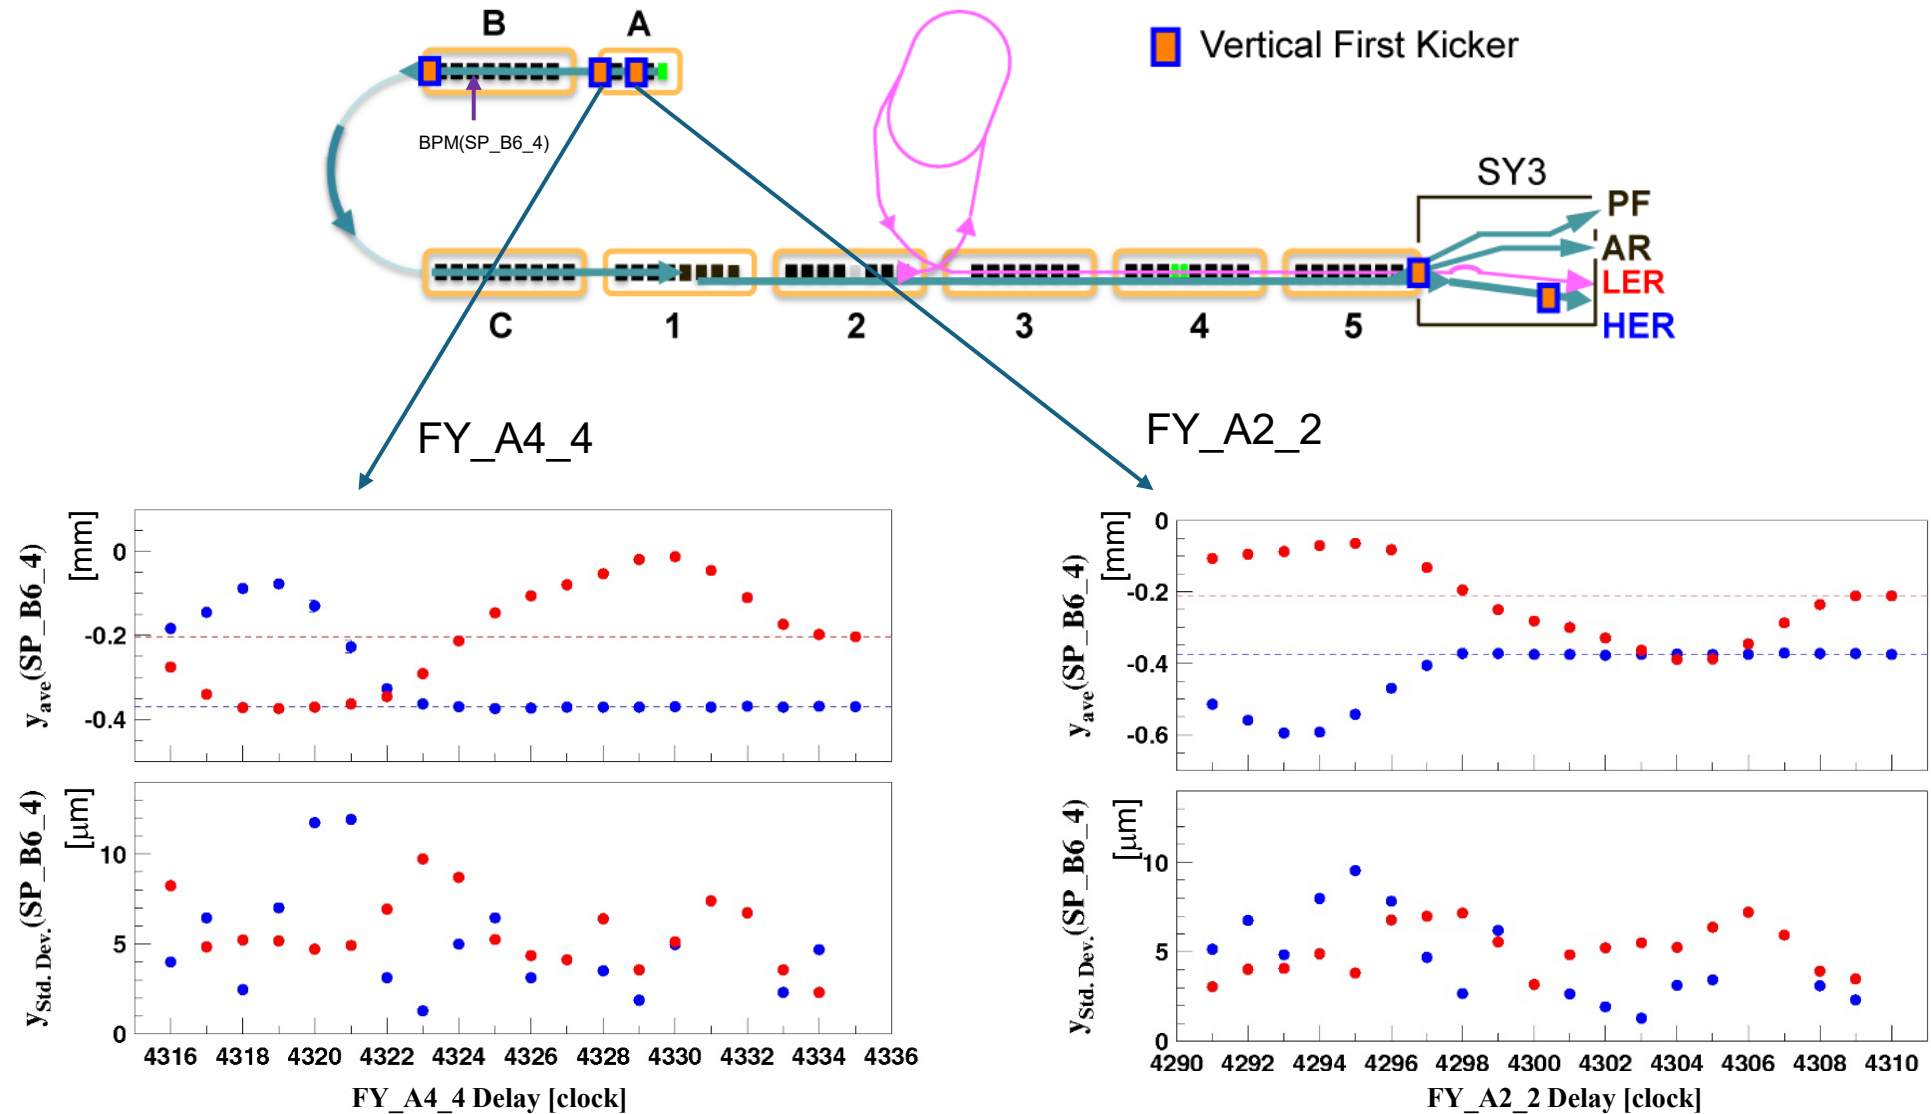 B
A
Vertical First Kicker
BPM(SP_B6_4)
SY3
PF
AR
LER
HER
C
1
2
3
4
5
FY_A4_4
FY_A2_2
y_ave(SP_B6_4)
[mm]
0
-0.2
-0.4
y_Std. Dev.(SP_B6_4)
[μm]
10
5
0
4316 4318 4320 4322 4324 4326 4328 4330 4332 4334 4336
FY_A4_4 Delay [clock]
y_ave(SP_B6_4)
[mm]
0
-0.2
-0.4
-0.6
y_Std. Dev.(SP_B6_4)
[μm]
10
5
0
4290 4292 4294 4296 4298 4300 4302 4304 4306 4308 4310
FY_A2_2 Delay [clock]